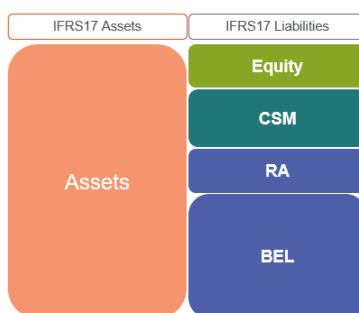 IFRS17 Assets
IFRS17 Liabilities
Assets
Equity
CSM
RA
BEL